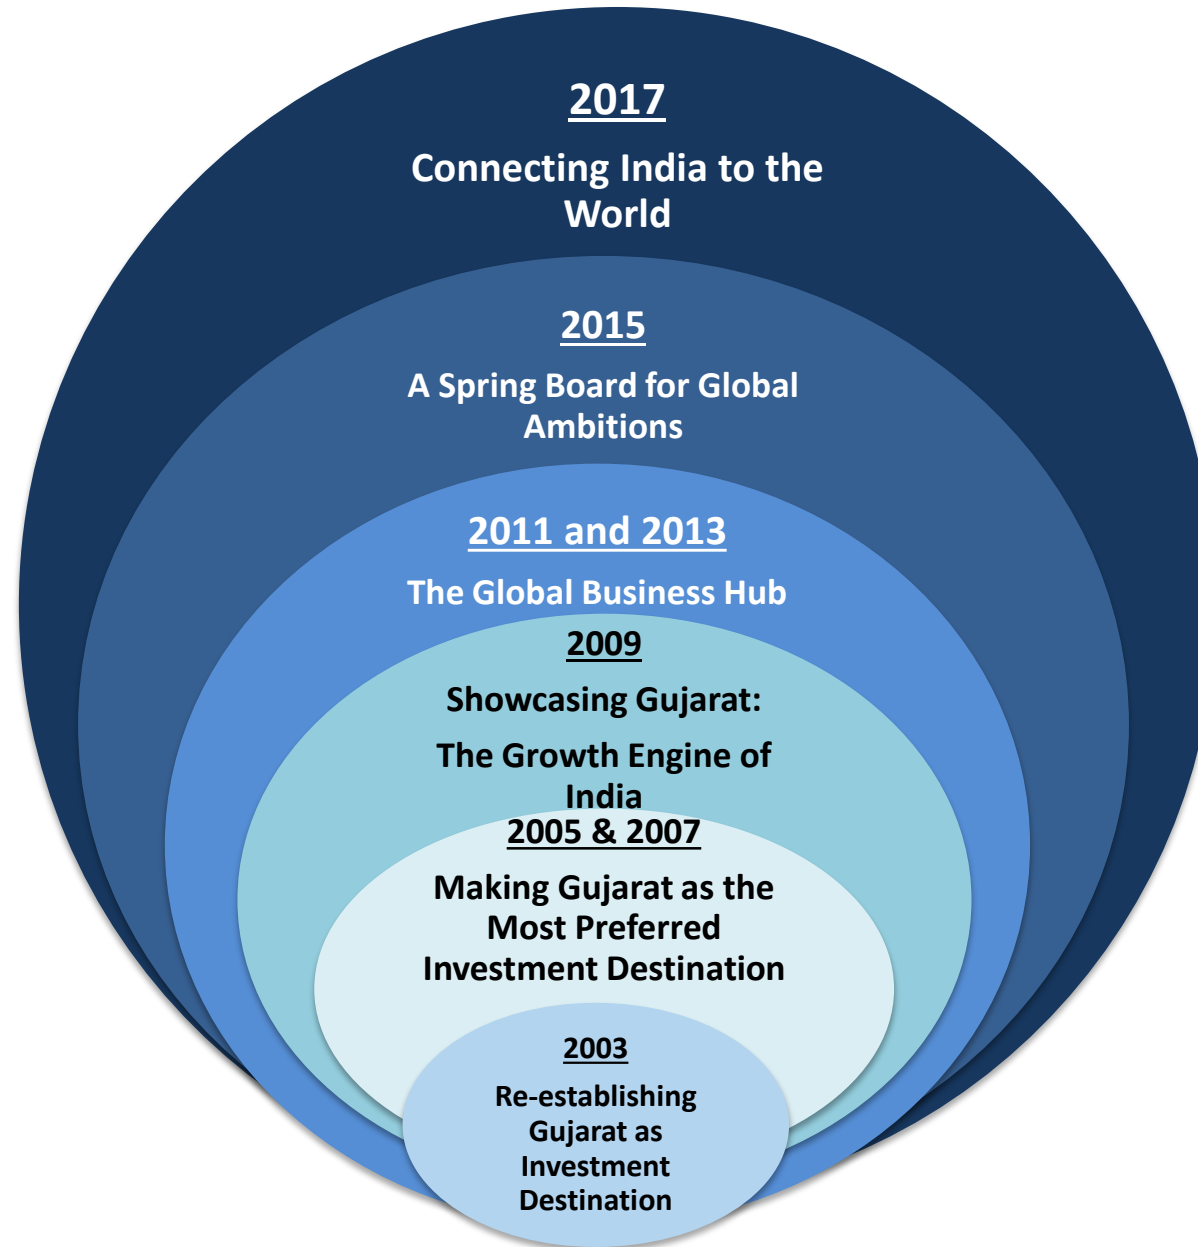 2017
Connecting India to the
World
2015
A Spring Board for Global
Ambitions
2011 and 2013
The Global Business Hub
2009
Showcasing Gujarat:
The Growth Engine of
India
2005 & 2007
Making Gujarat as the
Most Preferred
Investment Destination
2003
Re-establishing
Gujarat as
Investment
Destination